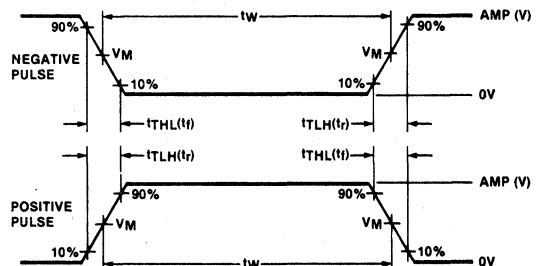 90% tW 90% AMP (V)
NEGATIVE PULSE VM VM
10% 10% 0V
tTHL(tf) tTLH(tr)
tTLH(tr) tTHL(tf)
90% 90% AMP (V)
POSITIVE PULSE VM VM
10% tW 10% 0V